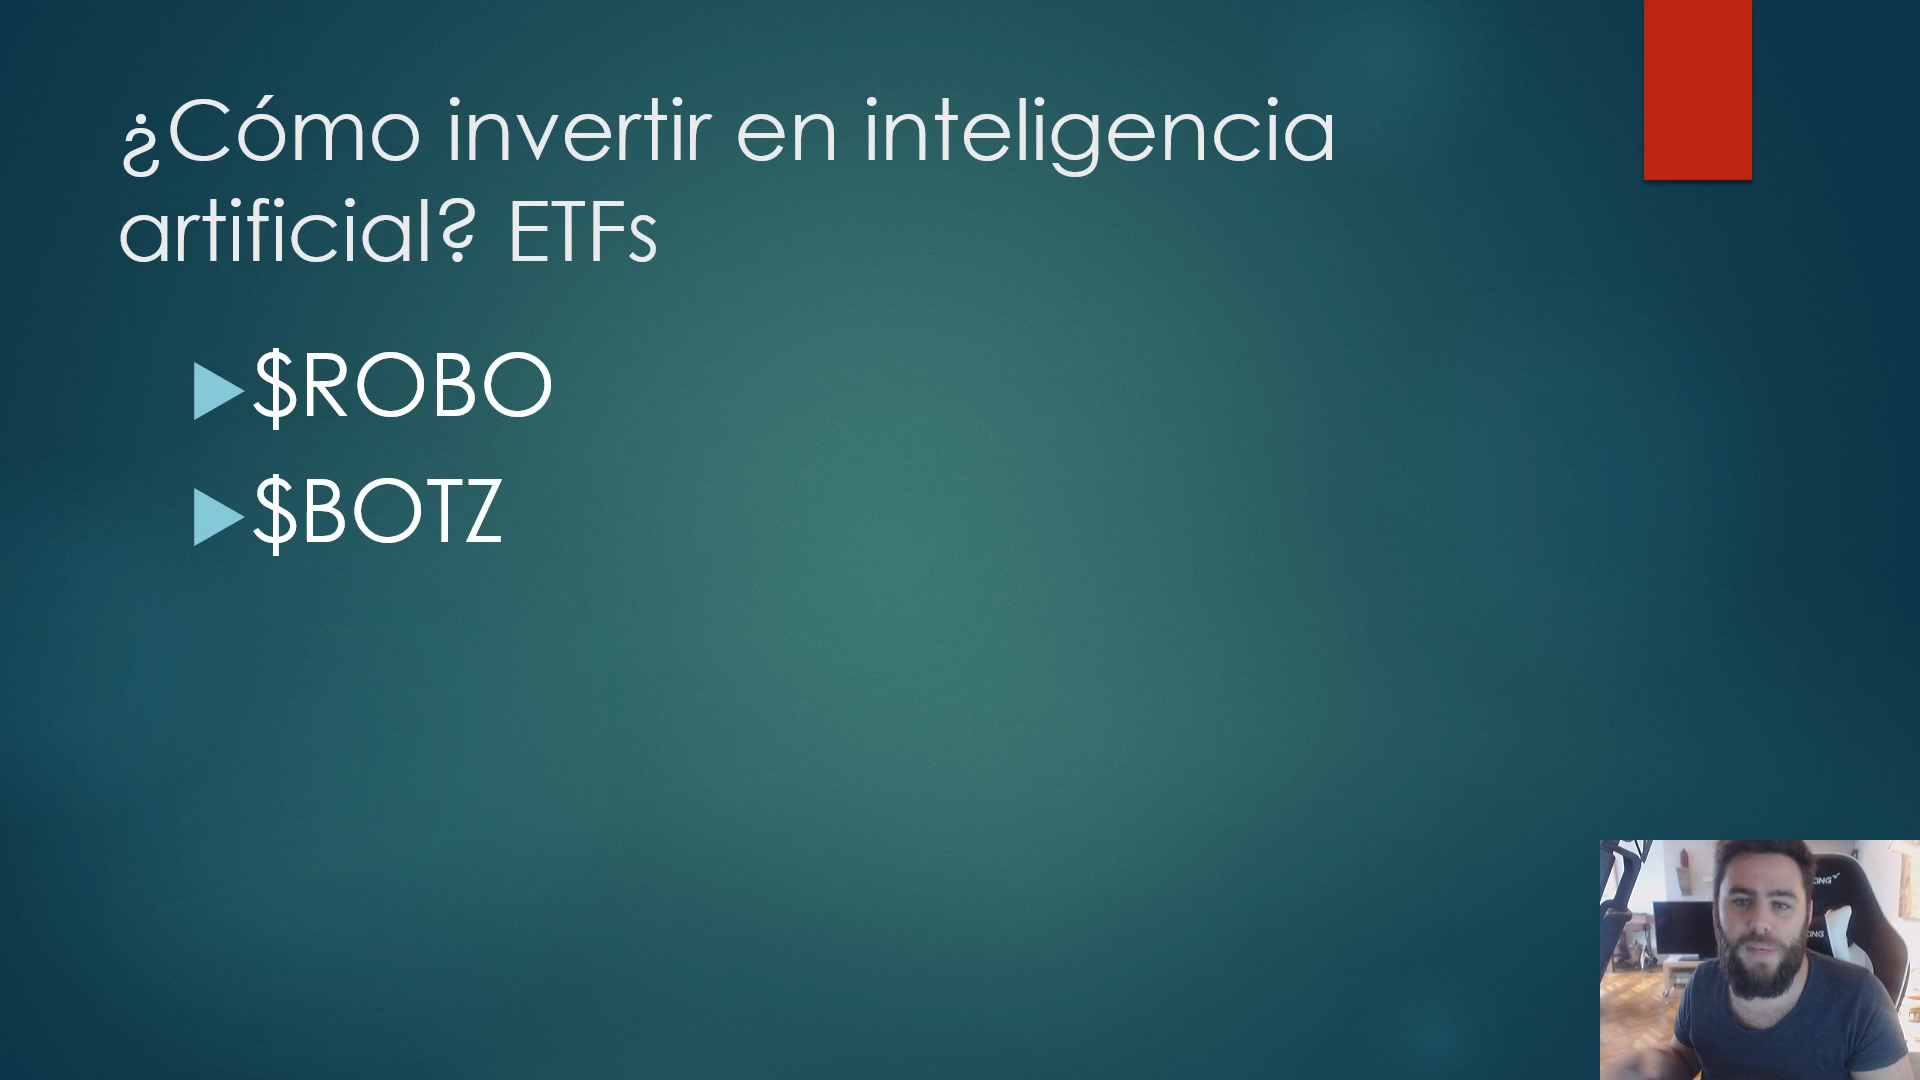 ¿Cómo invertir en inteligencia
artificial? ETFs
$ROBO
$BOTZ